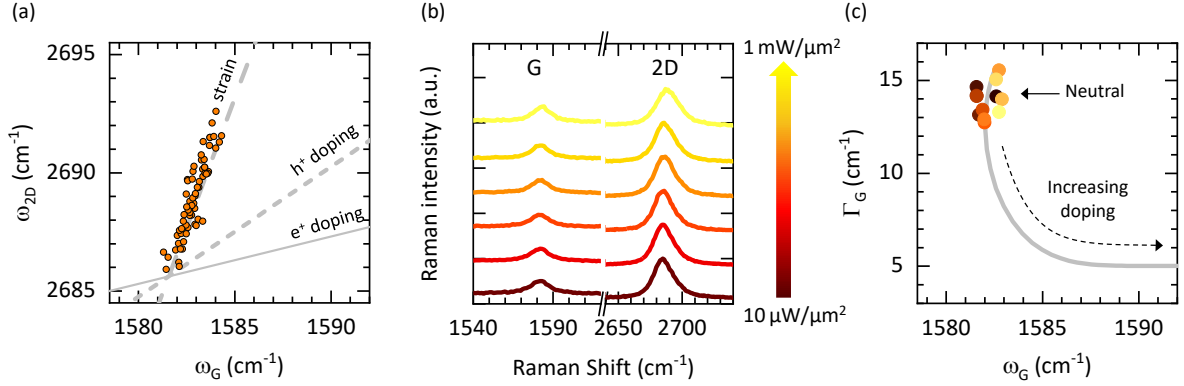 (a)
2695
2690
2685
ω2D (cm-1)
strain
h+ doping
e+ doping
1580
1585
1590
ωG (cm-1)
(b)
Raman intensity (a.u.)
G
2D
1540
1590
2650
2700
Raman Shift (cm-1)
1 mW/μm2
10 μW/μm2
(c)
15
10
5
ΓG (cm-1)
Neutral
Increasing
doping
1580
1585
1590
ωG (cm-1)